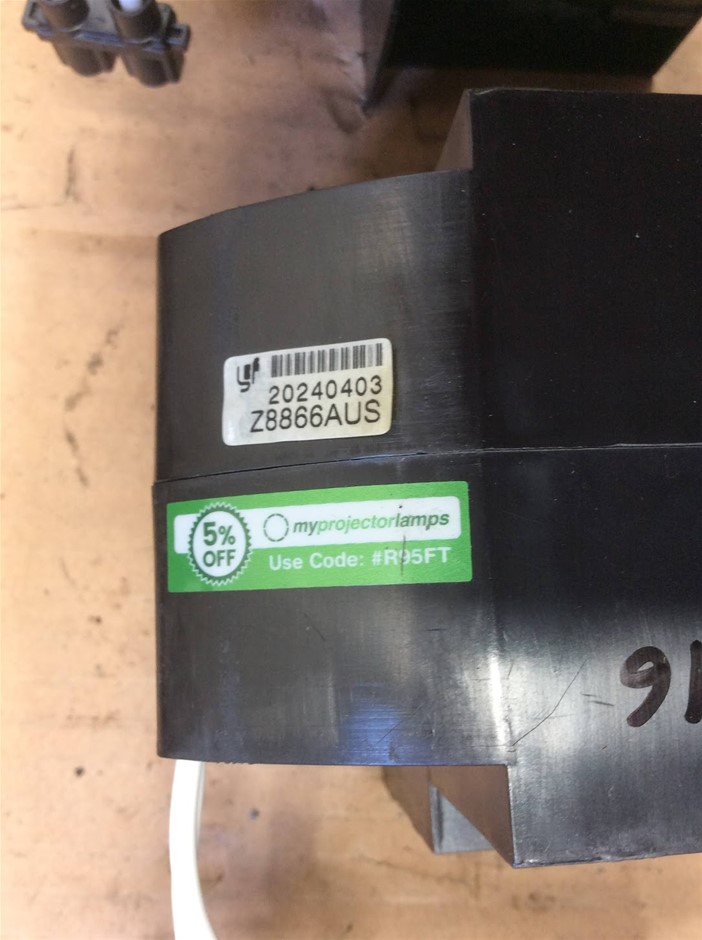 20240403
Z8866AUS
5%
OFF
myprojectorlamps
Use Code: #R95FT